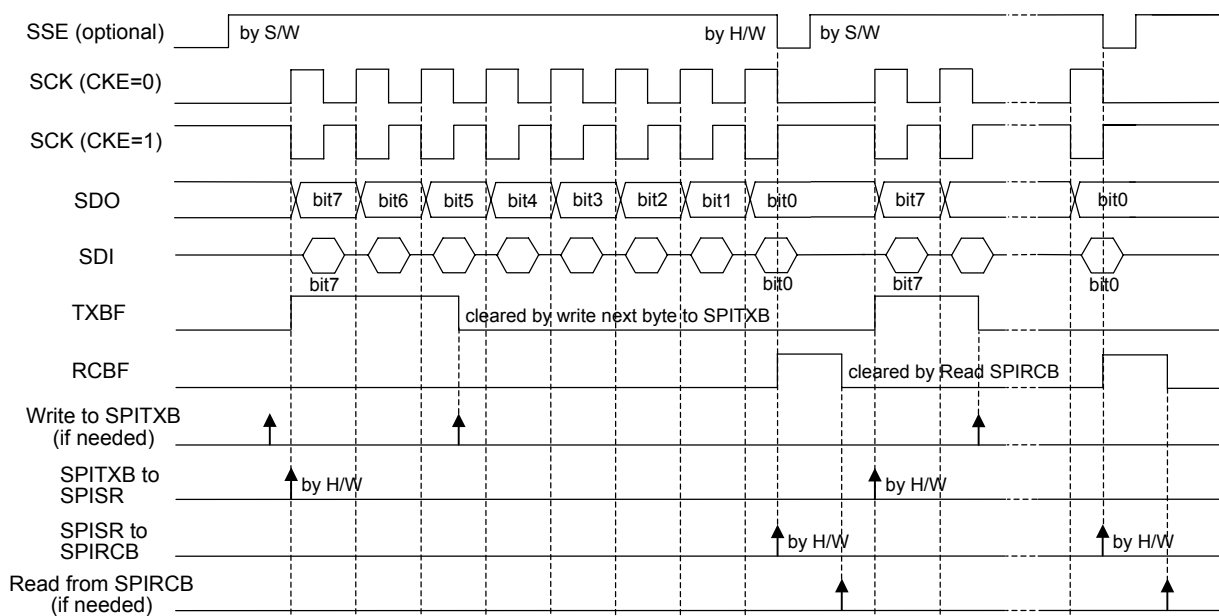 SSE (optional)
by S/W
by H/W
by S/W
SCK (CKE=0)
SCK (CKE=1)
SDO
bit7
bit6
bit5
bit4
bit3
bit2
bit1
bit0
bit7
bit0
SDI
bit7
bit0
bit7
bit0
TXBF
cleared by write next byte to SPITXB
RCBF
cleared by Read SPIRCB
Write to SPITXB
(if needed)
SPITXB to
SPISR
by H/W
by H/W
SPISR to
SPIRCB
by H/W
by H/W
Read from SPIRCB
(if needed)